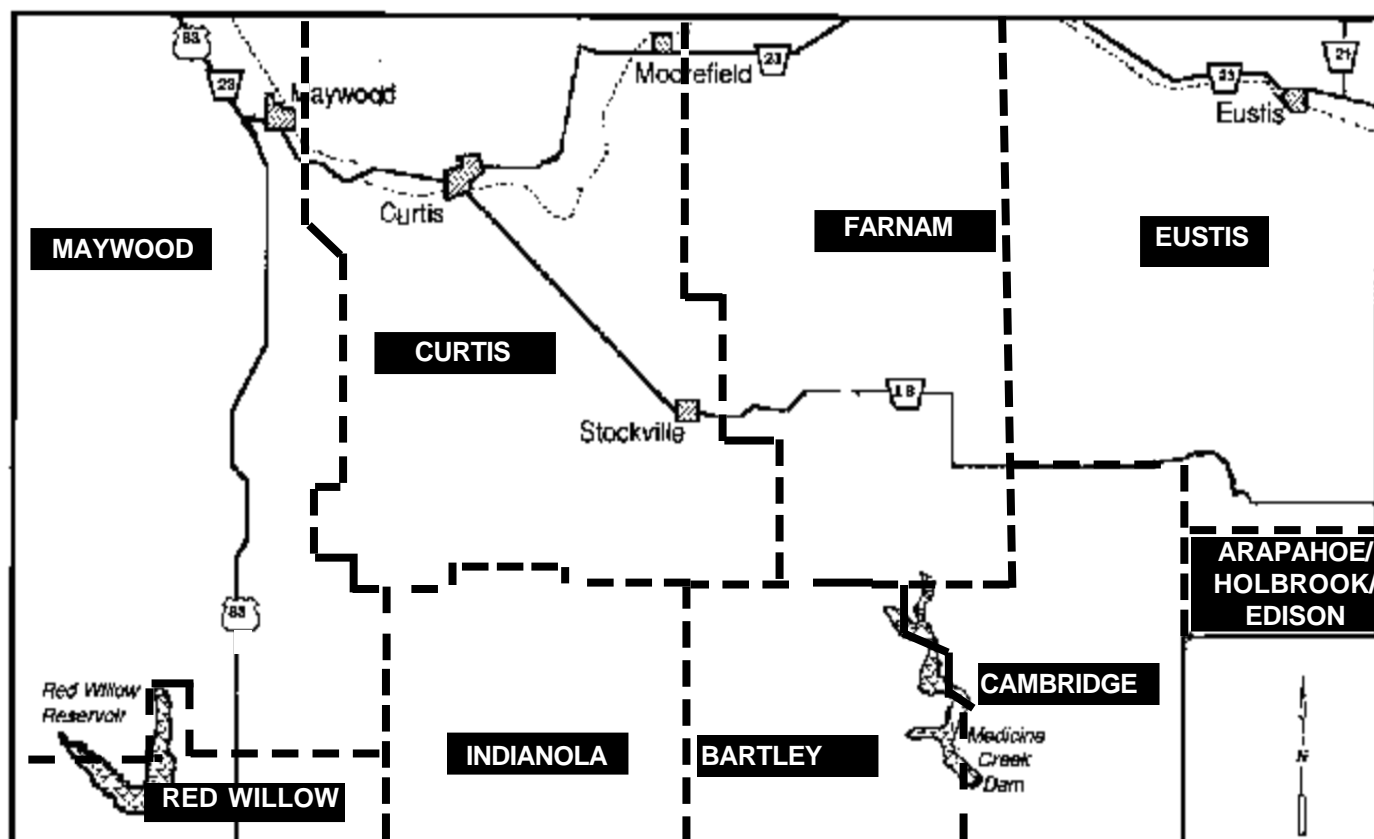 83
23
Maywood
Moorefield
23
23
21
Eustis
Curtis
MAYWOOD
FARNAM
EUSTIS
CURTIS
18
Stockville
ARAPAHOE/
HOLBROOK/
EDISON
83
Red Willow
Reservoir
CAMBRIDGE
INDIANOLA
BARTLEY
Medicine
Creek
Dam
RED WILLOW
N